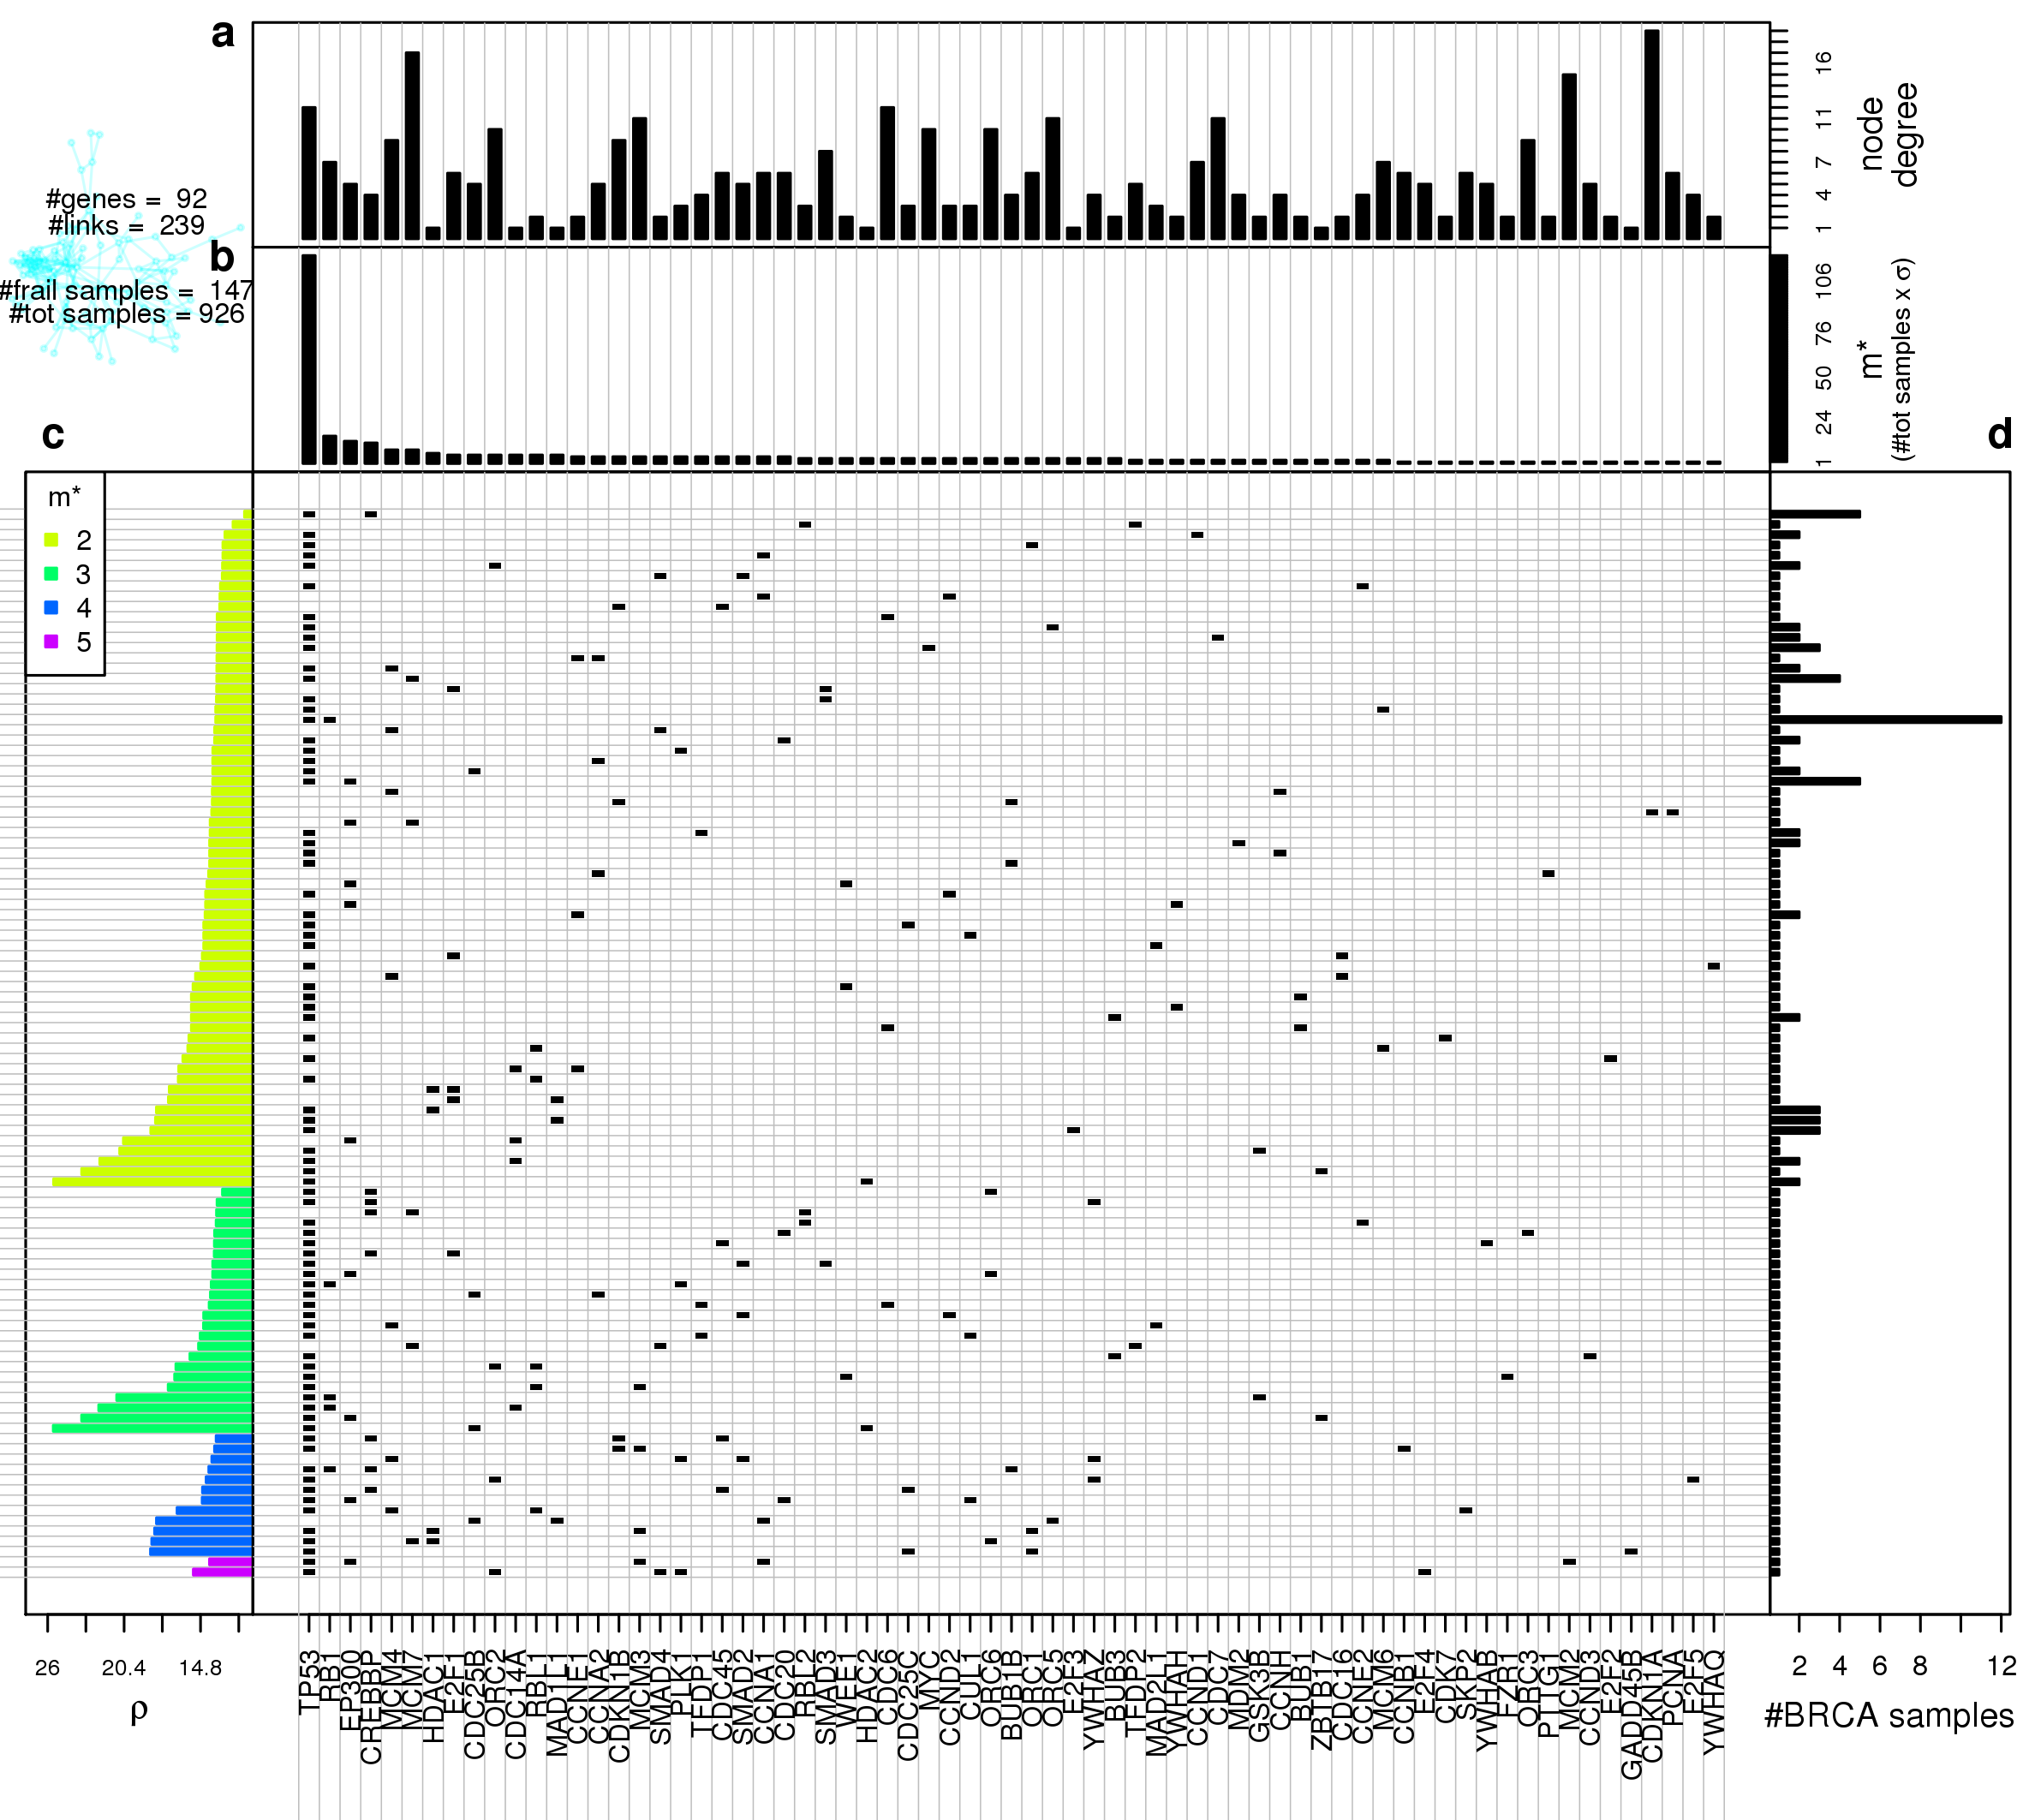 a
16
11
7
4
1
node
degree
#genes = 92
#links = 239
b
#frail samples = 147
#tot samples = 926
106
76
50
24
1
m*
(#tot samples x σ)
c
d
m*
2
3
4
5
26
20.4
14.8
ρ
TP53
RB1
EP300
CREBBP
MCM4
MCM7
HDAC1
E2F1
CDC25B
ORC2
CDC14A
RBL1
MAD1L1
CCNE1
CCNA2
CDKN1B
MCM3
SMAD4
PLK1
TFDP1
CDC45
SMAD2
CCNA1
CDC20
RBL2
SMAD3
WEE1
HDAC2
CDC6
CDC25C
MYC
CCND2
CUL1
ORC6
BUB1B
ORC1
ORC5
E2F3
YWHAZ
BUB3
TFDP2
MAD2L1
YWHAH
CCND1
CDC7
MDM2
GSK3B
CCNH
BUB1
ZBTB17
CDC16
CCNE2
MCM6
CCNB1
E2F4
CDK7
SKP2
YWHAB
FZR1
ORC3
PTTG1
MCM2
CCND3
E2F2
GADD45B
CDKN1A
PCNA
E2F5
YWHAQ
2
4
6
8
12
#BRCA samples